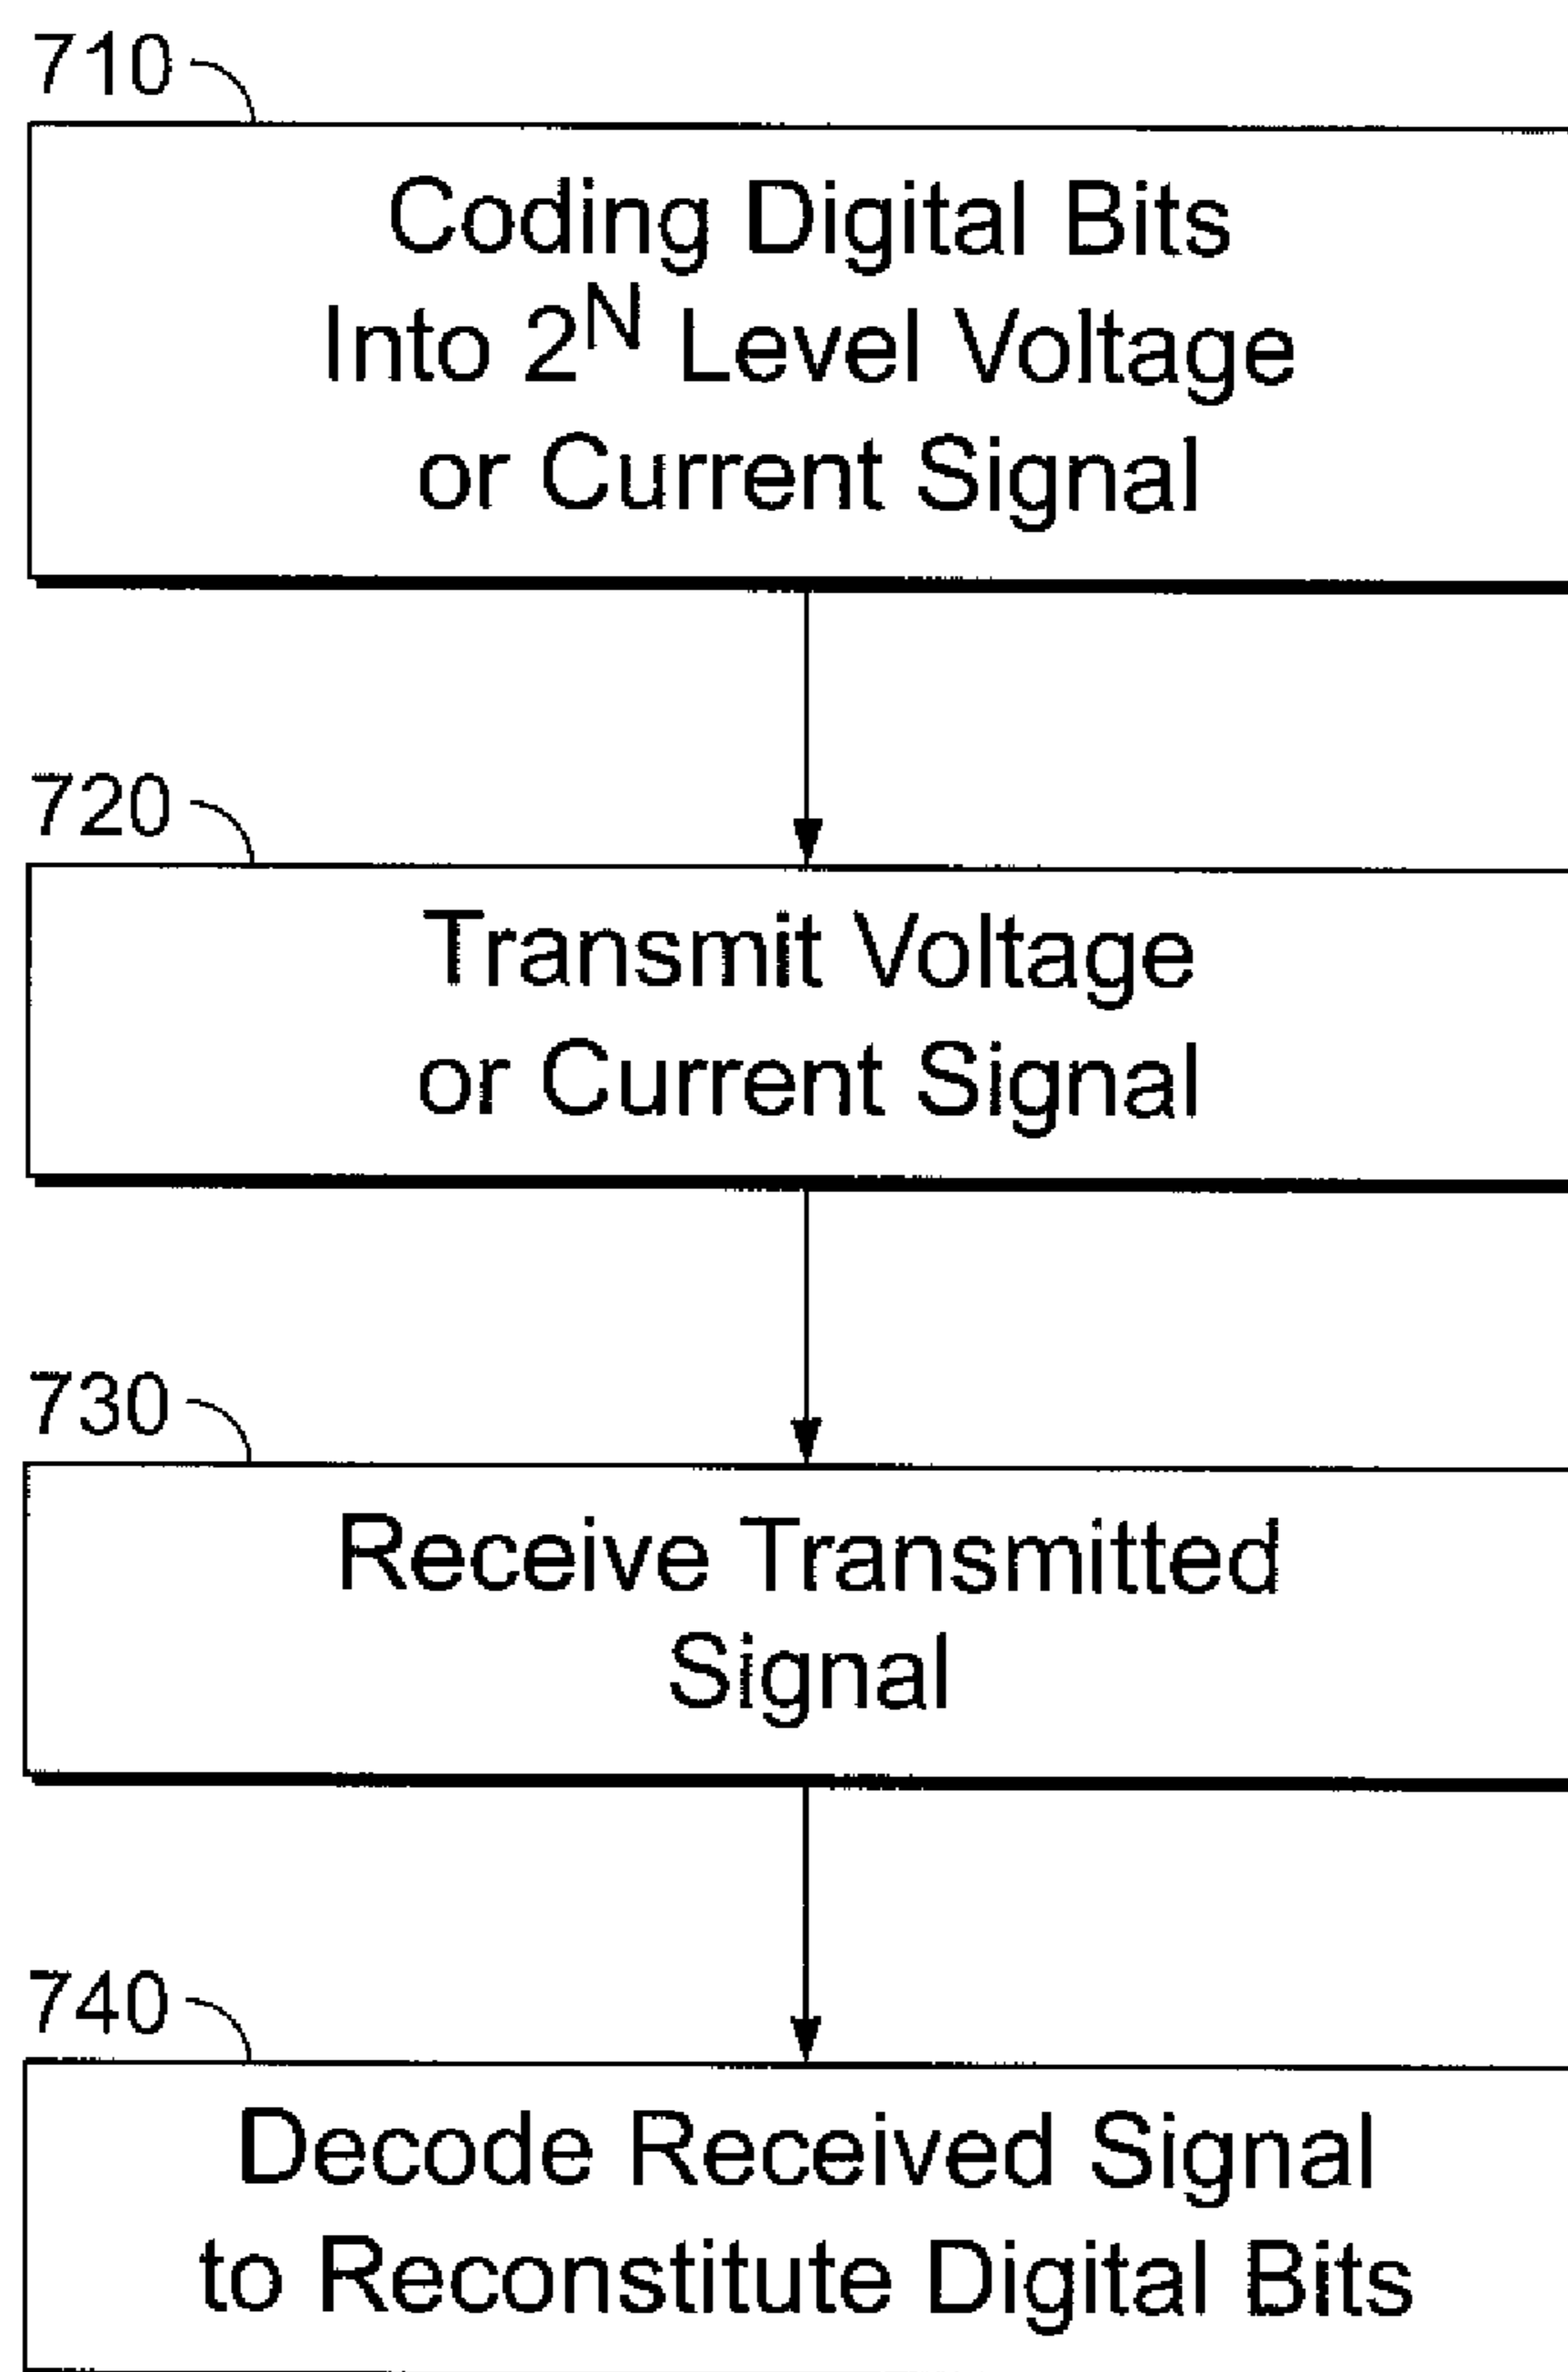 710
Coding Digital Bits
Into 2^N Level Voltage
or Current Signal
720
Transmit Voltage
or Current Signal
730
Receive Transmitted
Signal
740
Decode Received Signal
to Reconstitute Digital Bits